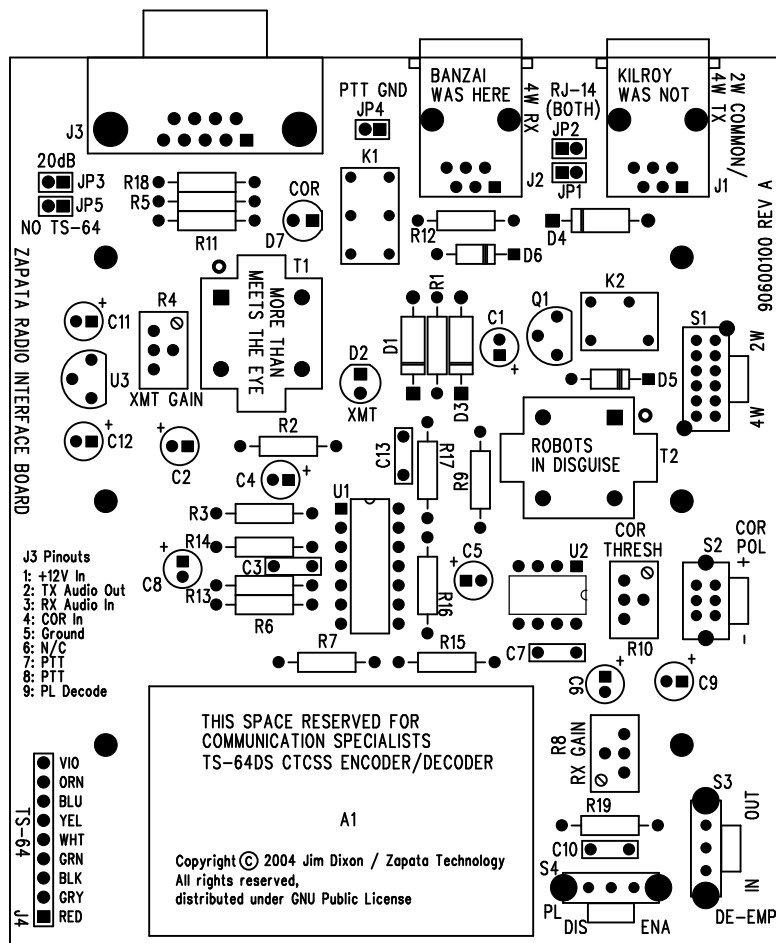 BANZAI
WAS HERE
4W RX
RJ-14
(BOTH)
KILROY
WAS NOT
2W COMMON/
4W TX
PTT GND
JP4
J3
JP2
JP1
J2
J1
20dB
JP3
JP5
NO TS-64
R18
R5
R11
COR
D7
K1
R12
D6
D4
90600100 REV A
ZAPATA RADIO INTERFACE BOARD
C11
U3
C12
R4
XMT GAIN
T1
MORE THAN
MEETS THE EYE
D2
XMT
D1
R1
D3
C1
Q1
K2
D5
S1
2W
4W
C2
R2
C4
C13
R17
R9
ROBOTS
IN DISGUISE
T2
U1
R3
R14
C3
R13
R6
C8
R16
C5
U2
COR
THRESH
R10
S2
COR
POL
+
-
J3 Pinouts
1: +12V In
2: TX Audio Out
3: RX Audio In
4: COR In
5: Ground
6: N/C
7: PTT
8: PTT
9: PL Decode
R7
R15
C7
C6
C9
THIS SPACE RESERVED FOR
COMMUNICATION SPECIALISTS
TS-64DS CTCSS ENCODER/DECODER
A1
Copyright © 2004 Jim Dixon / Zapata Technology
All rights reserved,
distributed under GNU Public License
R8
RX GAIN
R19
C10
S4
PL
DIS
ENA
S3
OUT
IN
DE-EMP
TS-64
J4
VIO
ORN
BLU
YEL
WHT
GRN
BLK
GRY
RED